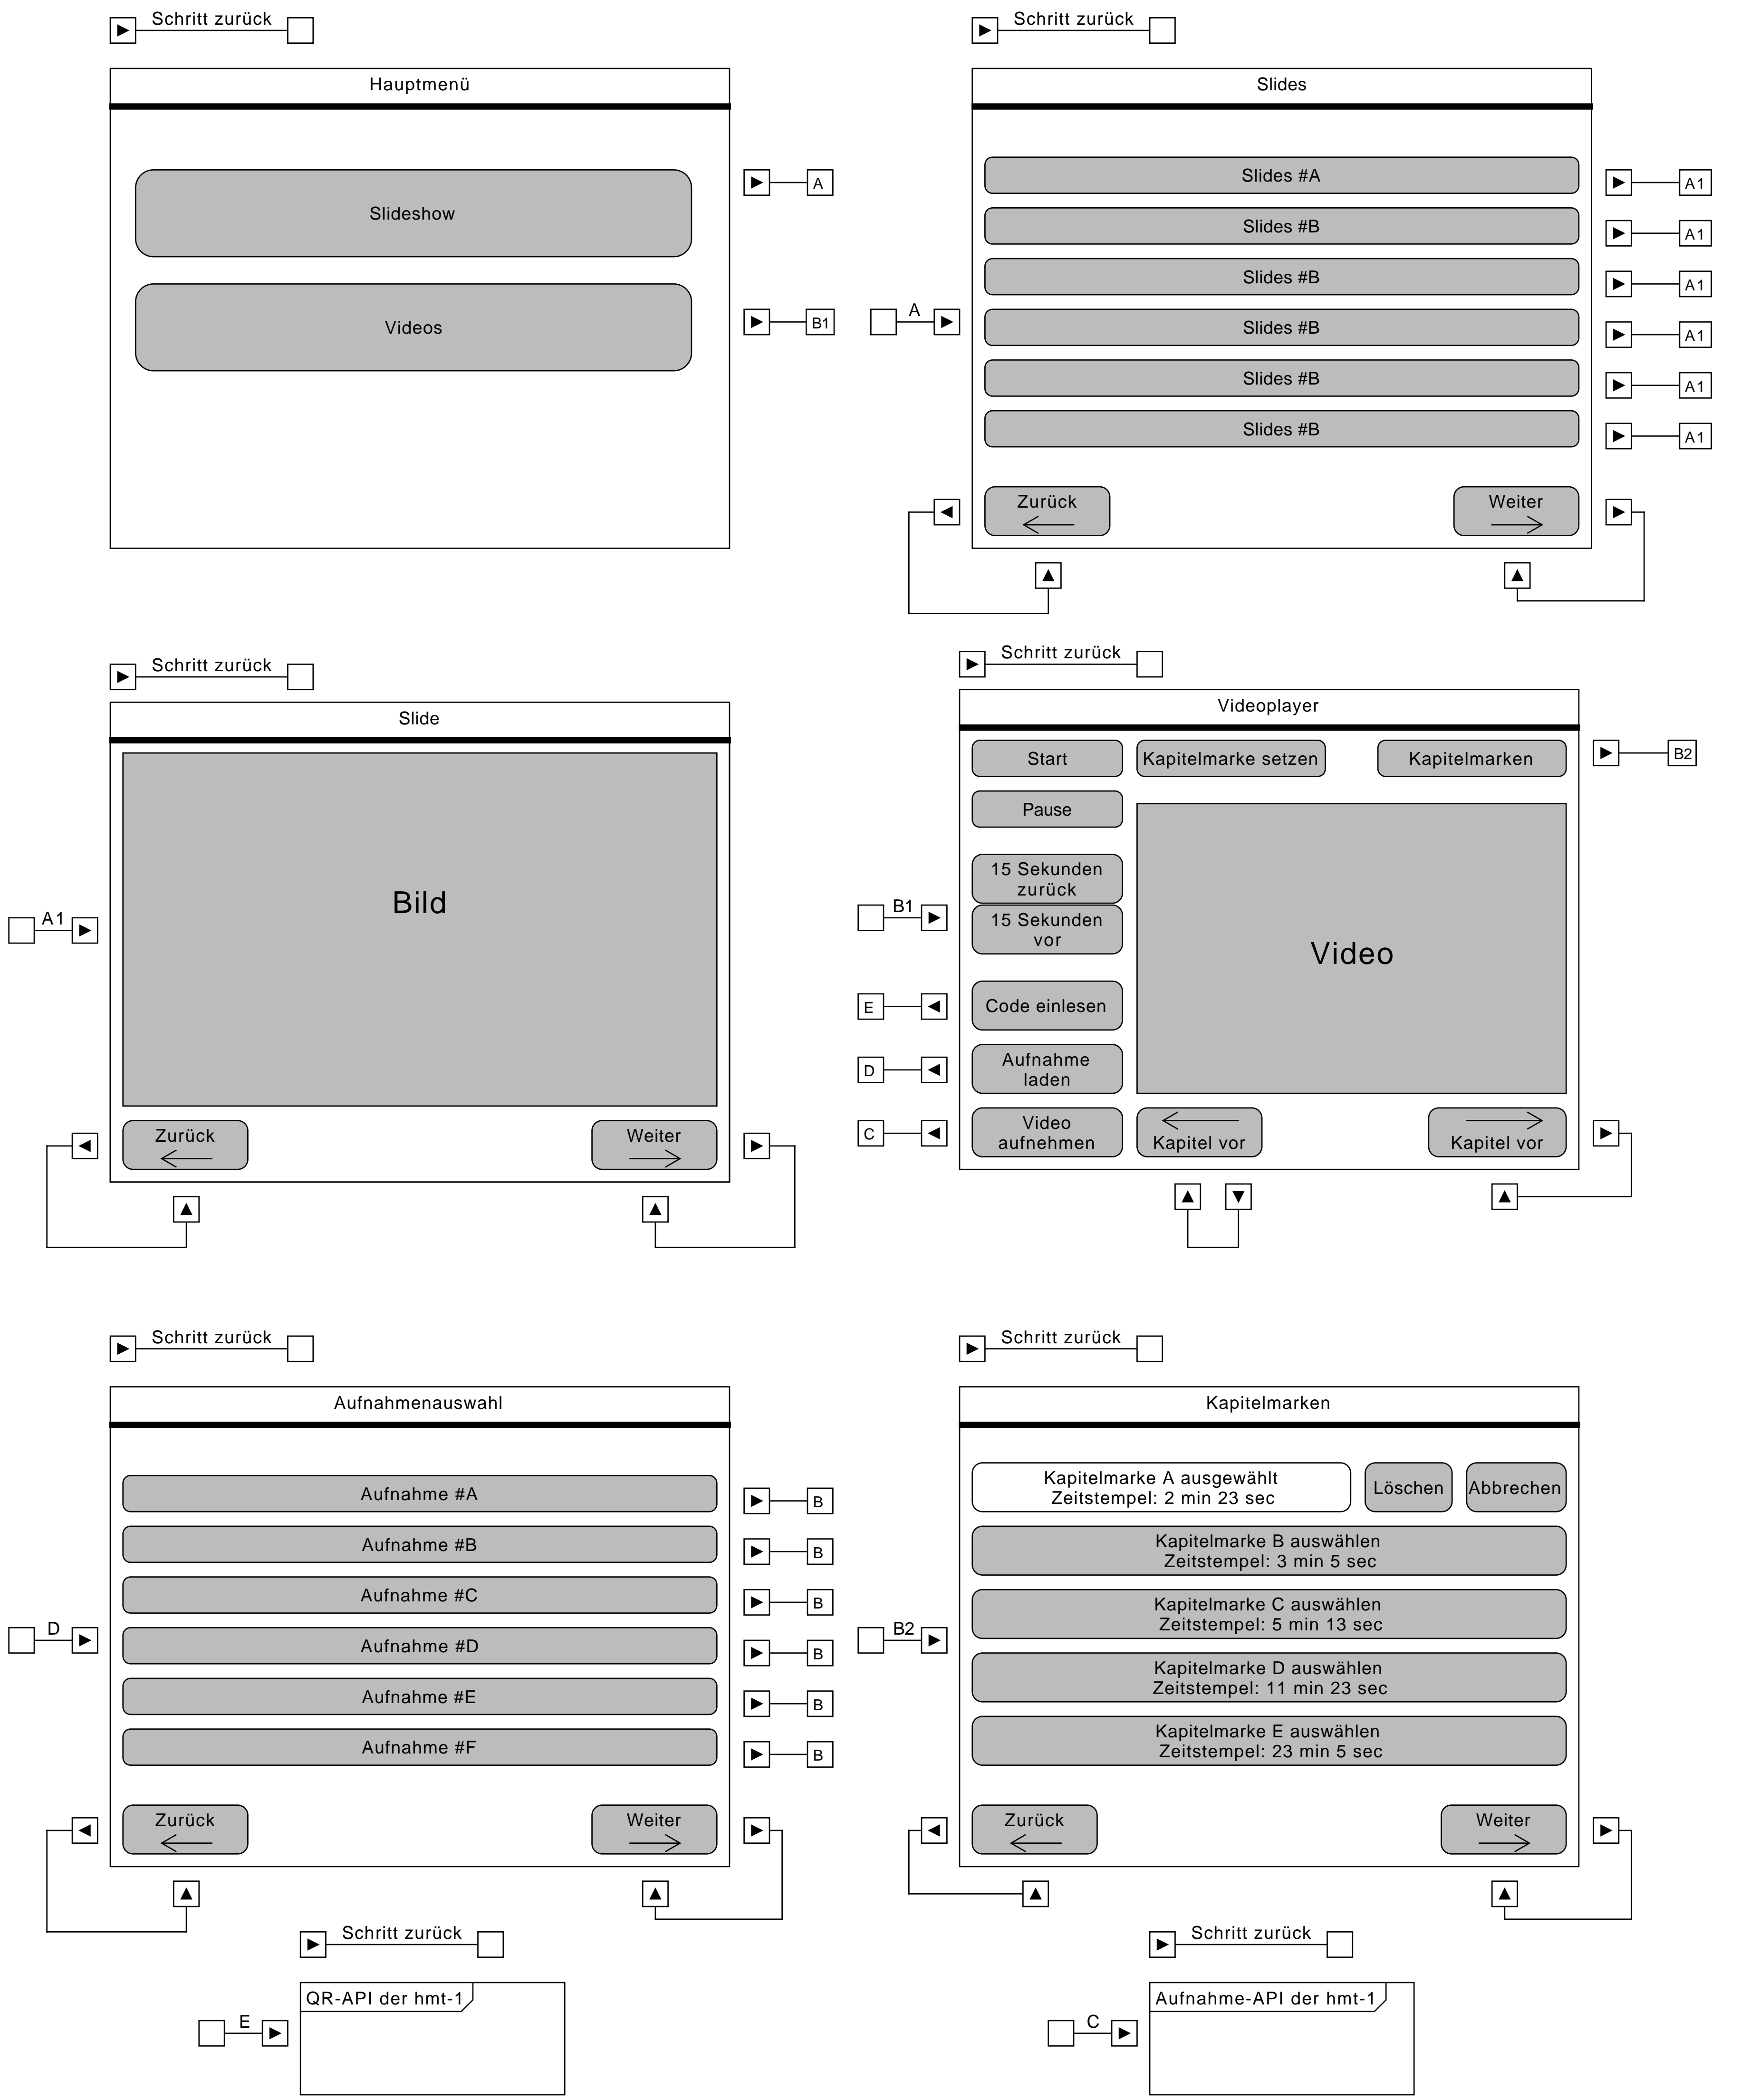 Schritt zurück
Hauptmenü
Slideshow
A
Videos
B1
Schritt zurück
Slides
Slides #A
A1
Slides #B
A1
Slides #B
A1
A
Slides #B
A1
Slides #B
A1
Slides #B
A1
Zurück
Weiter
Schritt zurück
Slide
Bild
A1
Zurück
Weiter
Schritt zurück
Videoplayer
Start
Kapitelmarke setzen
Kapitelmarken
B2
Pause
15 Sekunden
zurück
B1
15 Sekunden
vor
Video
E
Code einlesen
D
Aufnahme
laden
C
Video
aufnehmen
Kapitel vor
Kapitel vor
Schritt zurück
Aufnahmenauswahl
Aufnahme #A
B
Aufnahme #B
B
Aufnahme #C
B
D
Aufnahme #D
B
Aufnahme #E
B
Aufnahme #F
B
Zurück
Weiter
Schritt zurück
Kapitelmarken
Kapitelmarke A ausgewählt
Zeitstempel: 2 min 23 sec
Löschen
Abbrechen
Kapitelmarke B auswählen
Zeitstempel: 3 min 5 sec
Kapitelmarke C auswählen
Zeitstempel: 5 min 13 sec
B2
Kapitelmarke D auswählen
Zeitstempel: 11 min 23 sec
Kapitelmarke E auswählen
Zeitstempel: 23 min 5 sec
Zurück
Weiter
Schritt zurück
QR-API der hmt-1
E
Schritt zurück
Aufnahme-API der hmt-1
C